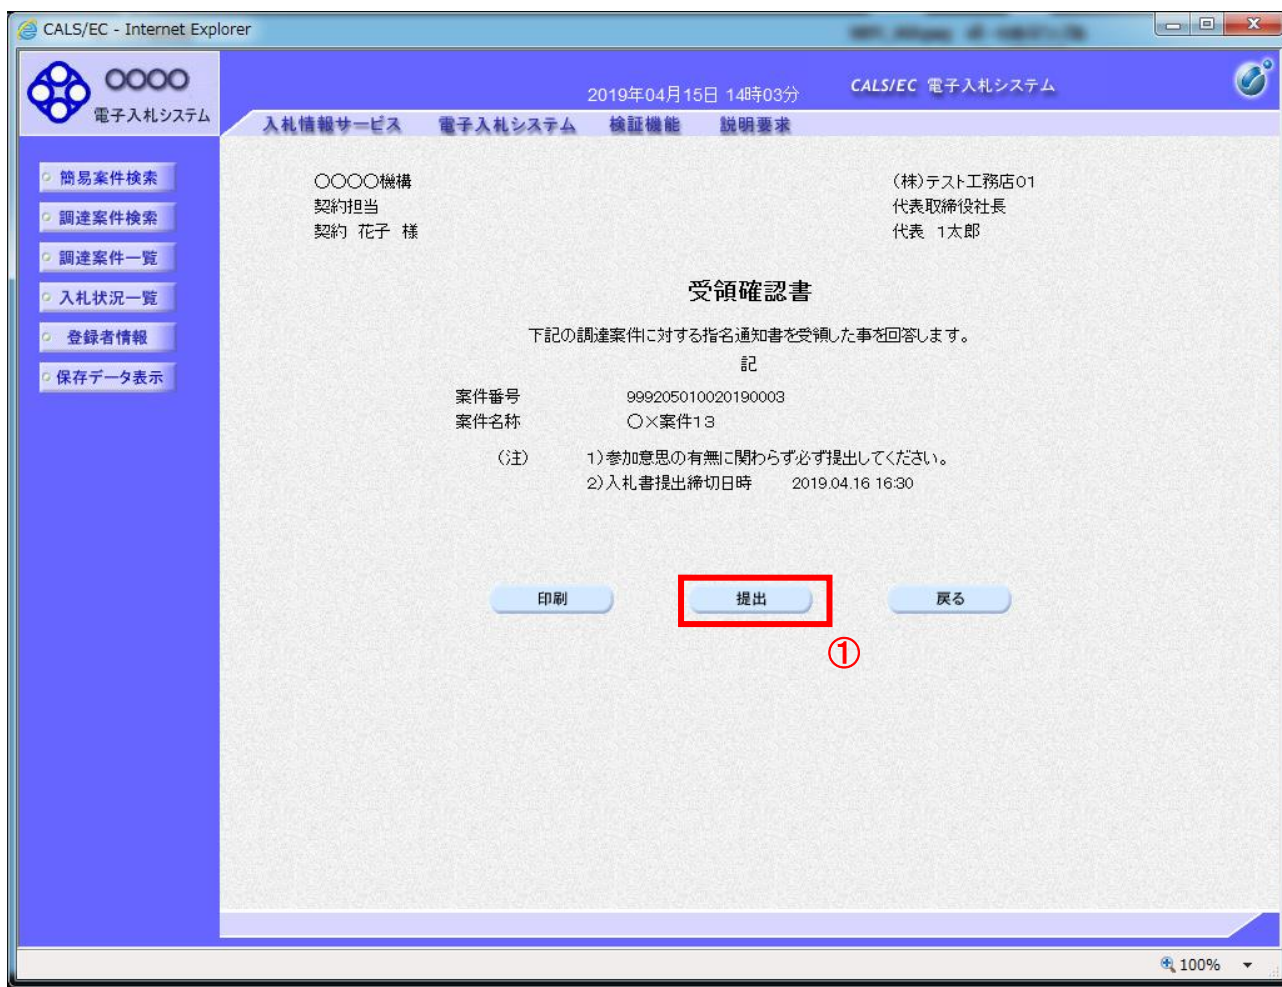 CALS/EC - Internet Explorer
○○○○
電子入札システム
2019年04月15日 14時03分
CALS/EC 電子入札システム
入札情報サービス
電子入札システム
検証機能
説明要求
簡易案件検索
調達案件検索
調達案件一覧
入札状況一覧
登録者情報
保存データ表示
○○○○機構
契約担当
契約 花子 様
(株)テスト工務店01
代表取締役社長
代表 1太郎
受領確認書
下記の調達案件に対する指名通知書を受領した事を回答します。
記
案件番号 999205010020190003
案件名称 ○×案件13
(注) 1)参加意思の有無に関わらず必ず提出してください。
2)入札書提出締切日時 2019.04.16 16:30
印刷
提出
戻る
①
100%